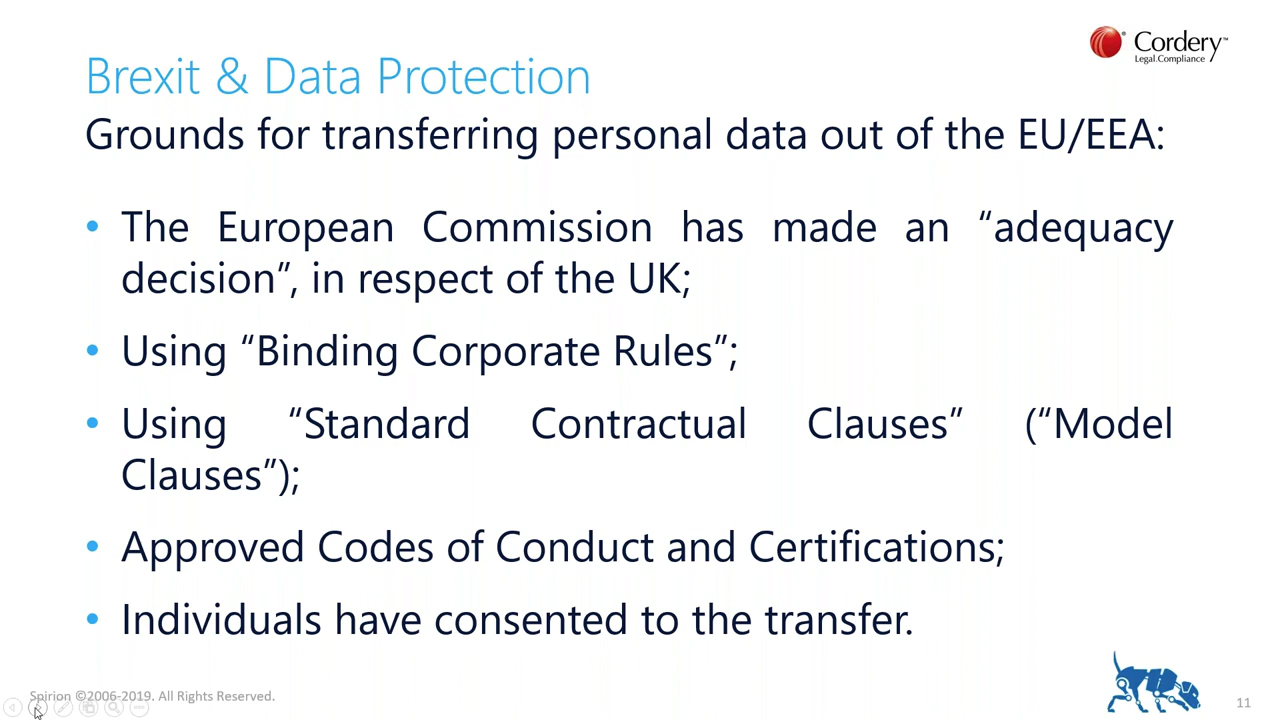 Cordery™
Legal.Compliance
Brexit & Data Protection
Grounds for transferring personal data out of the EU/EEA:
• The European Commission has made an “adequacy
decision”, in respect of the UK;
• Using “Binding Corporate Rules”;
• Using “Standard Contractual Clauses” (“Model
Clauses”);
• Approved Codes of Conduct and Certifications;
• Individuals have consented to the transfer.
Spirion ©2006-2019. All Rights Reserved.
11